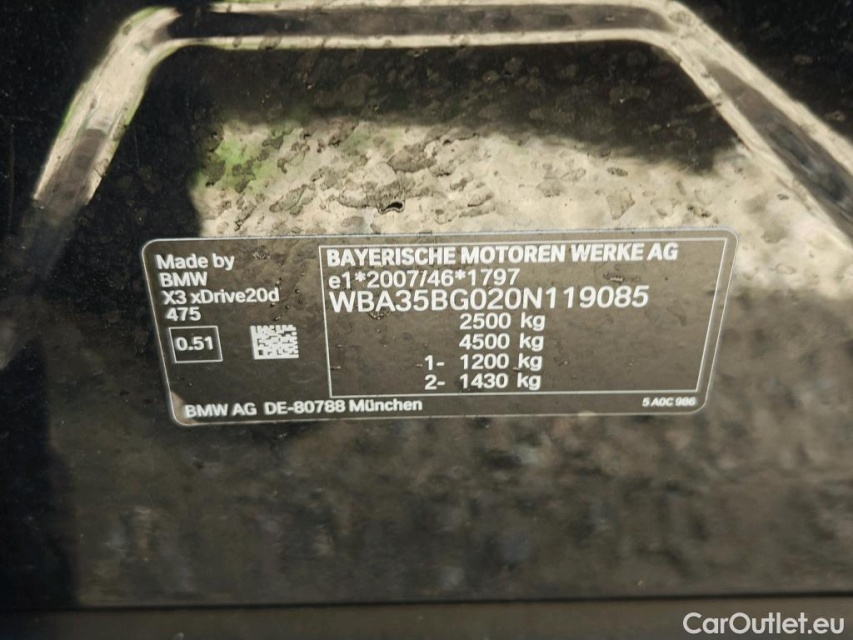 Made by
BMW
X3 xDrive20d
475
0.51
BAYERISCHE MOTOREN WERKE AG
e1*2007/46*1797
WBA35BG020N119085
2500 kg
4500 kg
1- 1200 kg
2- 1430 kg
BMW AG DE-80788 München
5 A0C 986
CarOutlet.eu